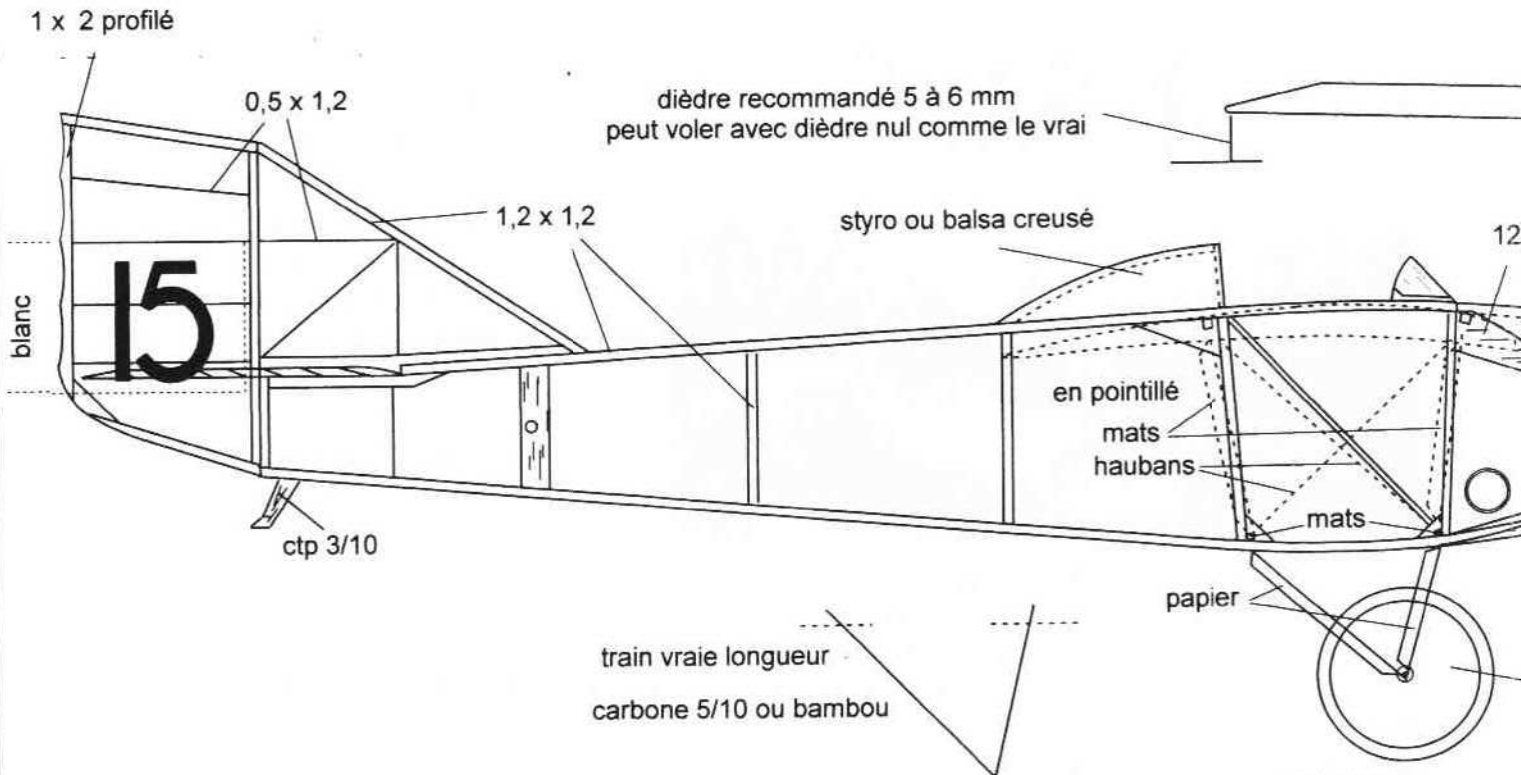 1 x 2 profilé
0,5 x 1,2
dièdre recommandé 5 à 6 mm
peut voler avec dièdre nul comme le vrai
1,2 x 1,2
styro ou balsa creusé
12
blanc
15
en pointillé
mats
haubans
mats
ctp 3/10
papier
train vraie longueur
carbone 5/10 ou bambou